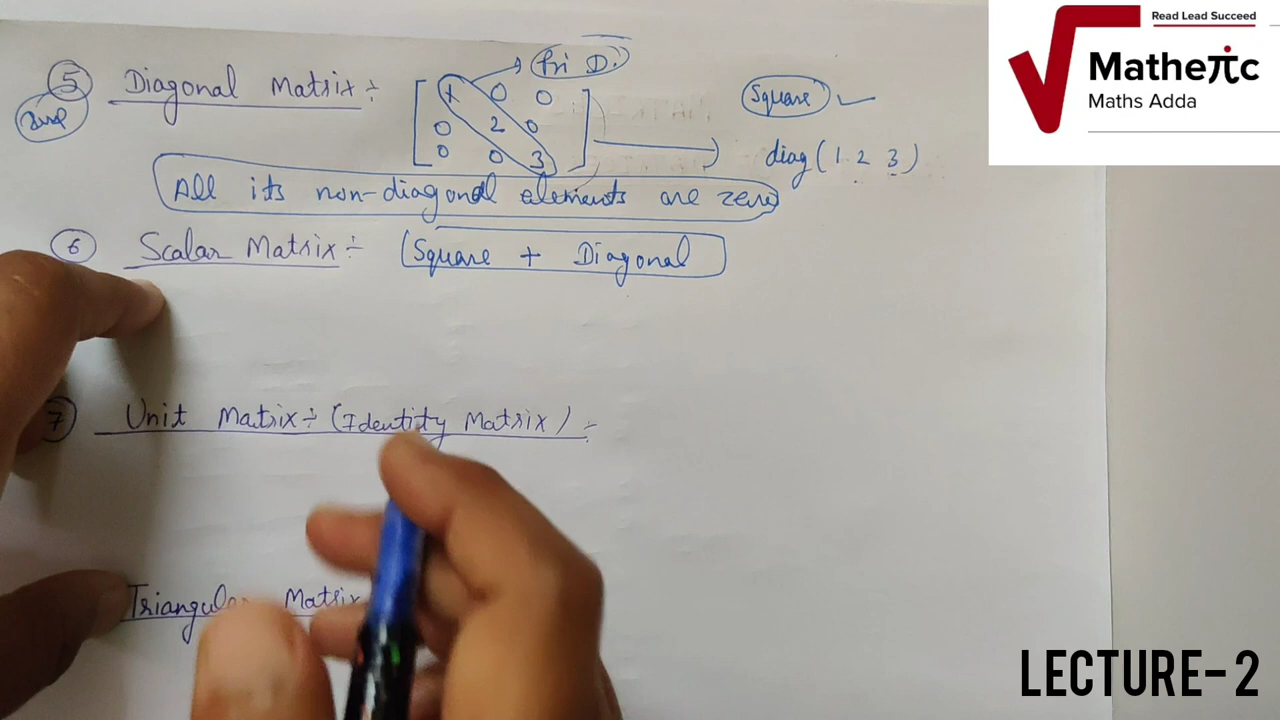 Read Lead Succeed
Matheπc
Maths Adda
5 Diagonal Matrix ÷ [ 1 0 0 Pri D. Square ✓
0 2 0 → diag (1 2 3)
0 0 3 ]
All its non-diagonal elements are zero
6 Scalar Matrix ÷ (Square + Diagonal
7 Unit Matrix ÷ (Identity Matrix) ÷
Triangular Matrix
LECTURE- 2